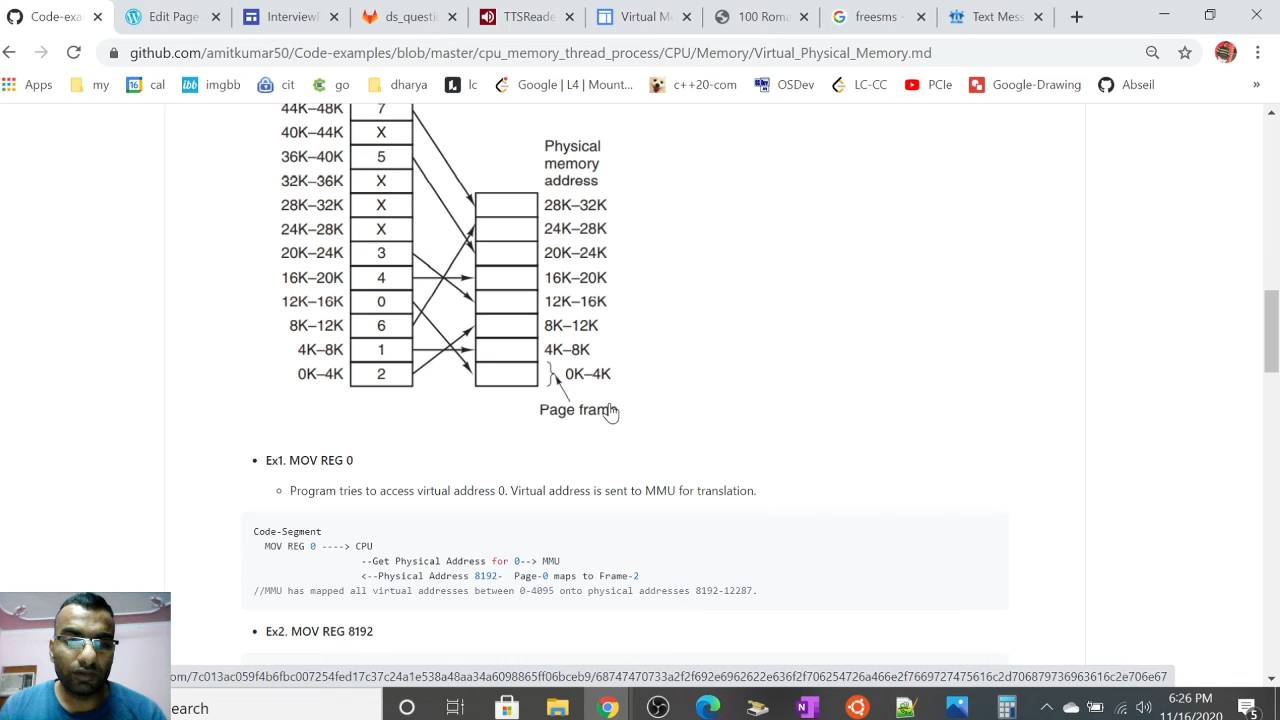 Co
Edit Page
Interviewi
ds_questi
TTSReade
Virtual M
100 Roma
freesms -
Text Mess
github.com/amitkumar50/Code-examples/blob/master/cpu_memory_thread_process/CPU/Memory/Virtual_Physical_Memory.md
Apps my cal imgbb cit go dharya lc Google | L4 | Mount... c++20-com OSDev LC-CC PCIe Google-Drawing Abseil »
44K–48K 7
40K–44K X
Physical
memory
address
36K–40K 5
32K–36K X
28K–32K X 28K–32K
24K–28K X 24K–28K
20K–24K 3 20K–24K
16K–20K 4 16K–20K
12K–16K 0 12K–16K
8K–12K 6 8K–12K
4K–8K 1 4K–8K
0K–4K 2 0K–4K
Page frame
Ex1. MOV REG 0
Program tries to access virtual address 0. Virtual address is sent to MMU for translation.
Code-Segment
MOV REG 0 ----> CPU
--Get Physical Address for 0--> MMU
<--Physical Address 8192- Page-0 maps to Frame-2
//MMU has mapped all virtual addresses between 0-4095 onto physical addresses 8192-12287.
Ex2. MOV REG 8192
earch
6:26 PM
11/16/2020
5